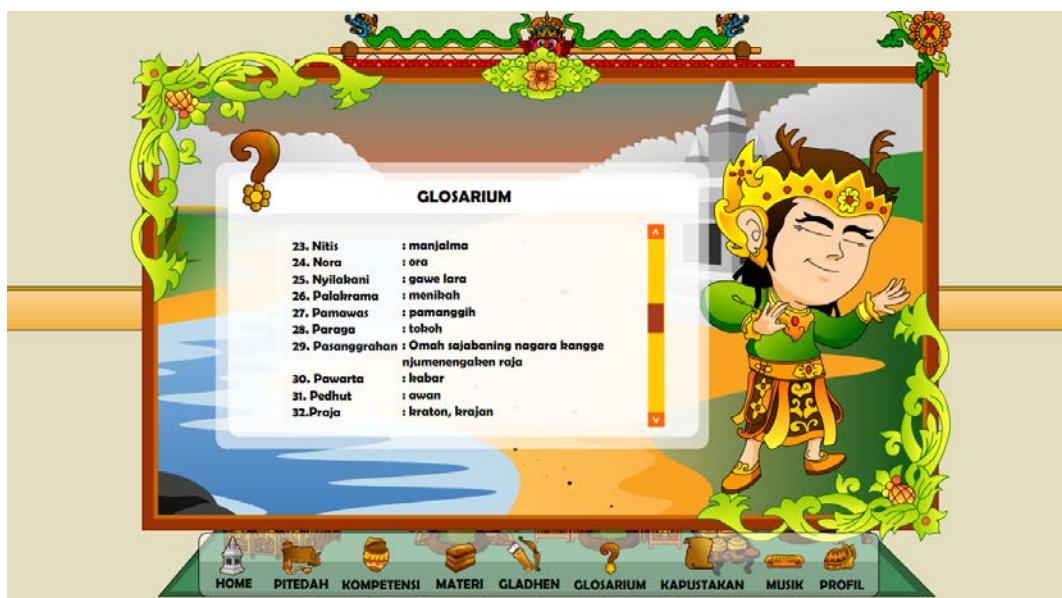 X
GLOSARIUM
23. Nitis : manjalma
24. Nora : ora
25. Nyilakani : gawe lara
26. Palakrama : menikah
27. Pamawas : pamanggih
28. Paraga : tokoh
29. Pasanggrahan : Omah sajabaning nagara kangge
njumenengaken raja
30. Pawarta : kabar
31. Pedhut : awan
32.Praja : kraton, krajan
HOME PITEDAH KOMPETENSI MATERI GLADHEN GLOSARIUM KAPUSTAKAN MUSIK PROFIL